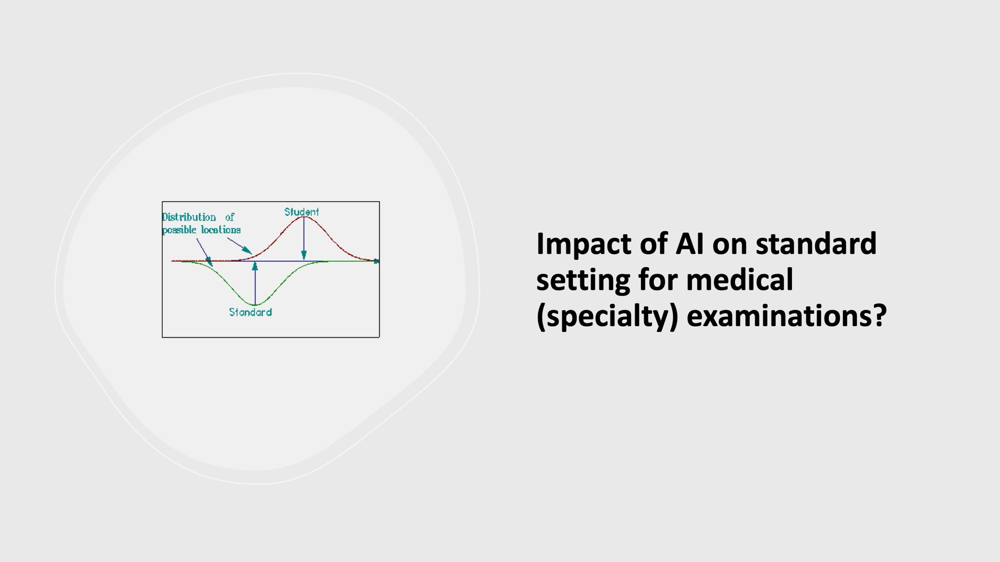 Distribution of
possible locations
Student
Standard
Impact of AI on standard
setting for medical
(specialty) examinations?